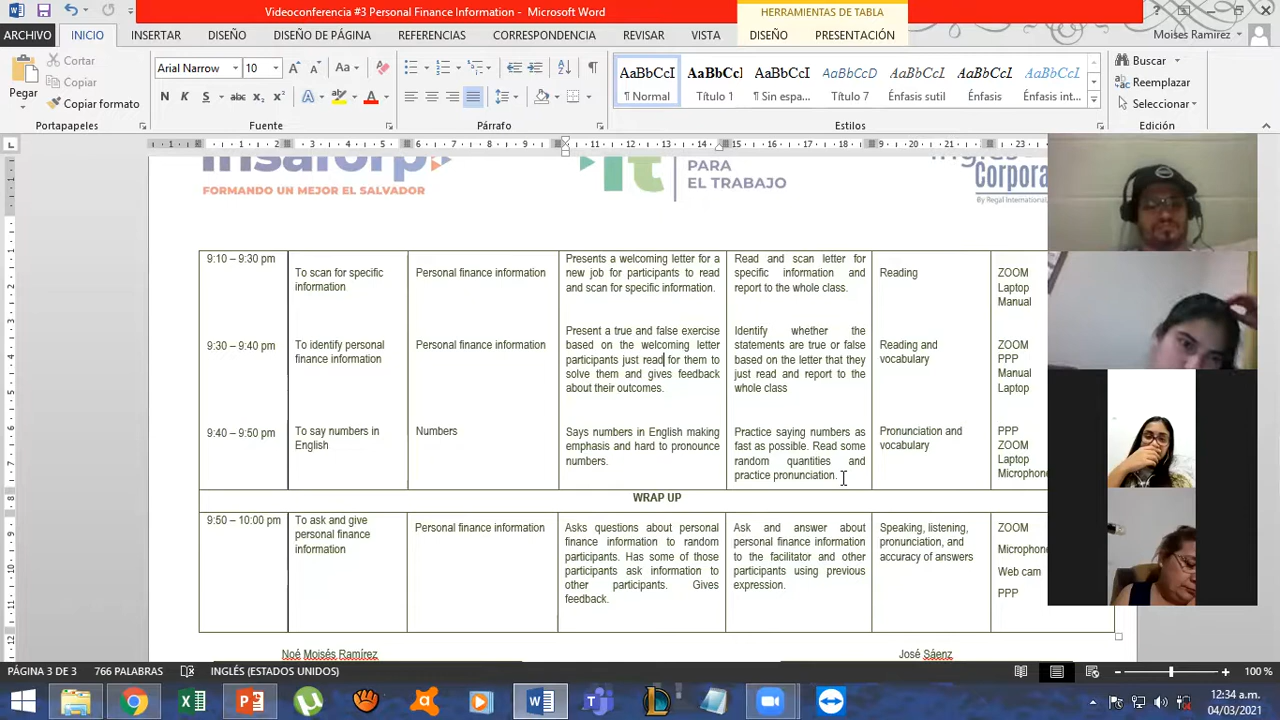 Videoconferencia #3 Personal Finance Information - Microsoft Word
HERRAMIENTAS DE TABLA
ARCHIVO INICIO INSERTAR DISEÑO DISEÑO DE PÁGINA REFERENCIAS CORRESPONDENCIA REVISAR VISTA DISEÑO PRESENTACIÓN Moises Ramirez
Pegar
Cortar
Copiar
Copiar formato
Portapapeles
Arial Narrow 10
Aa
N K S abc
Fuente
Párrafo
AaBbCcI AaBbCcI AaBbCcI AaBbCcD AaBbCcI AaBbCcI AaBbCcI
¶ Normal Título 1 ¶ Sin espa... Título 7 Énfasis sutil Énfasis Énfasis int...
Estilos
Buscar
Reemplazar
Seleccionar
Edición
insaforp
FORMANDO UN MEJOR EL SALVADOR
it
PARA
EL TRABAJO
Corporat
By Regal International,
9:10 – 9:30 pm
To scan for specific
information
Personal finance information
Presents a welcoming letter for a
new job for participants to read
and scan for specific information.
Read and scan letter for
specific information and
report to the whole class.
Reading
ZOOM
Laptop
Manual
9:30 – 9:40 pm
To identify personal
finance information
Personal finance information
Present a true and false exercise
based on the welcoming letter
participants just read for them to
solve them and gives feedback
about their outcomes.
Identify whether the
statements are true or false
based on the letter that they
just read and report to the
whole class
Reading and
vocabulary
ZOOM
PPP
Manual
Laptop
9:40 – 9:50 pm
To say numbers in
English
Numbers
Says numbers in English making
emphasis and hard to pronounce
numbers.
Practice saying numbers as
fast as possible. Read some
random quantities and
practice pronunciation.
Pronunciation and
vocabulary
PPP
ZOOM
Laptop
Microphone
WRAP UP
9:50 – 10:00 pm
To ask and give
personal finance
information
Personal finance information
Asks questions about personal
finance information to random
participants. Has some of those
participants ask information to
other participants. Gives
feedback.
Ask and answer about
personal finance information
to the facilitator and other
participants using previous
expression.
Speaking, listening,
pronunciation, and
accuracy of answers
ZOOM
Microphone
Web cam
PPP
Noé Moisés Ramírez
José Sáenz
PÁGINA 3 DE 3 766 PALABRAS INGLÉS (ESTADOS UNIDOS) 100 %
12:34 a.m.
04/03/2021